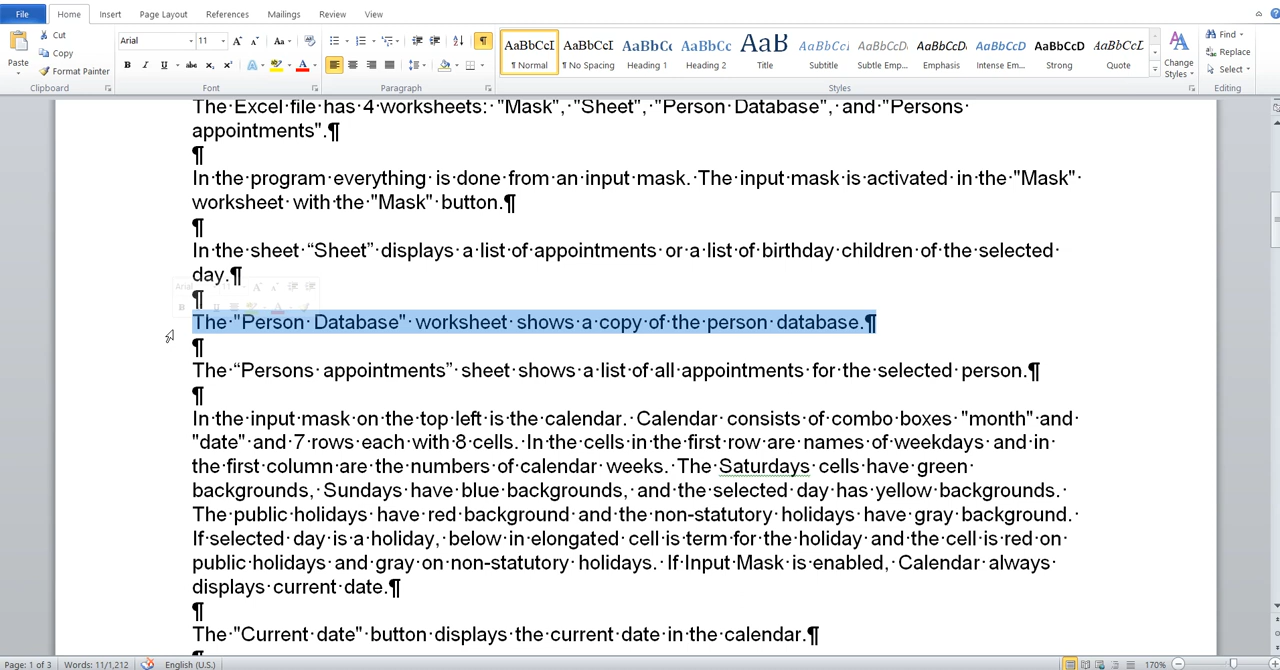 File Home Insert Page Layout References Mailings Review View
Cut
Copy
Format Painter
Paste
Arial 11
AaBbCcI AaBbCcI AaBbCc AaBbCc AaB AaBbCcI AaBbCcD AaBbCcD AaBbCcD AaBbCcD AaBbCcL
¶ Normal ¶ No Spacing Heading 1 Heading 2 Title Subtitle Subtle Emp... Emphasis Intense Em... Strong Quote
Change Styles
Find
Replace
Select
Clipboard Font Paragraph Styles Editing
The Excel file has 4 worksheets: "Mask", "Sheet", "Person Database", and "Persons
appointments".¶
¶
In the program everything is done from an input mask. The input mask is activated in the "Mask"
worksheet with the "Mask" button.¶
¶
In the sheet “Sheet” displays a list of appointments or a list of birthday children of the selected
day.¶
¶
The "Person Database" worksheet shows a copy of the person database.¶
¶
The “Persons appointments” sheet shows a list of all appointments for the selected person.¶
¶
In the input mask on the top left is the calendar. Calendar consists of combo boxes "month" and
"date" and 7 rows each with 8 cells. In the cells in the first row are names of weekdays and in
the first column are the numbers of calendar weeks. The Saturdays cells have green
backgrounds, Sundays have blue backgrounds, and the selected day has yellow backgrounds.
The public holidays have red background and the non-statutory holidays have gray background.
If selected day is a holiday, below in elongated cell is term for the holiday and the cell is red on
public holidays and gray on non-statutory holidays. If Input Mask is enabled, Calendar always
displays current date.¶
¶
The "Current date" button displays the current date in the calendar.¶
Page: 1 of 3 Words: 11/1,212 English (U.S.) 170%